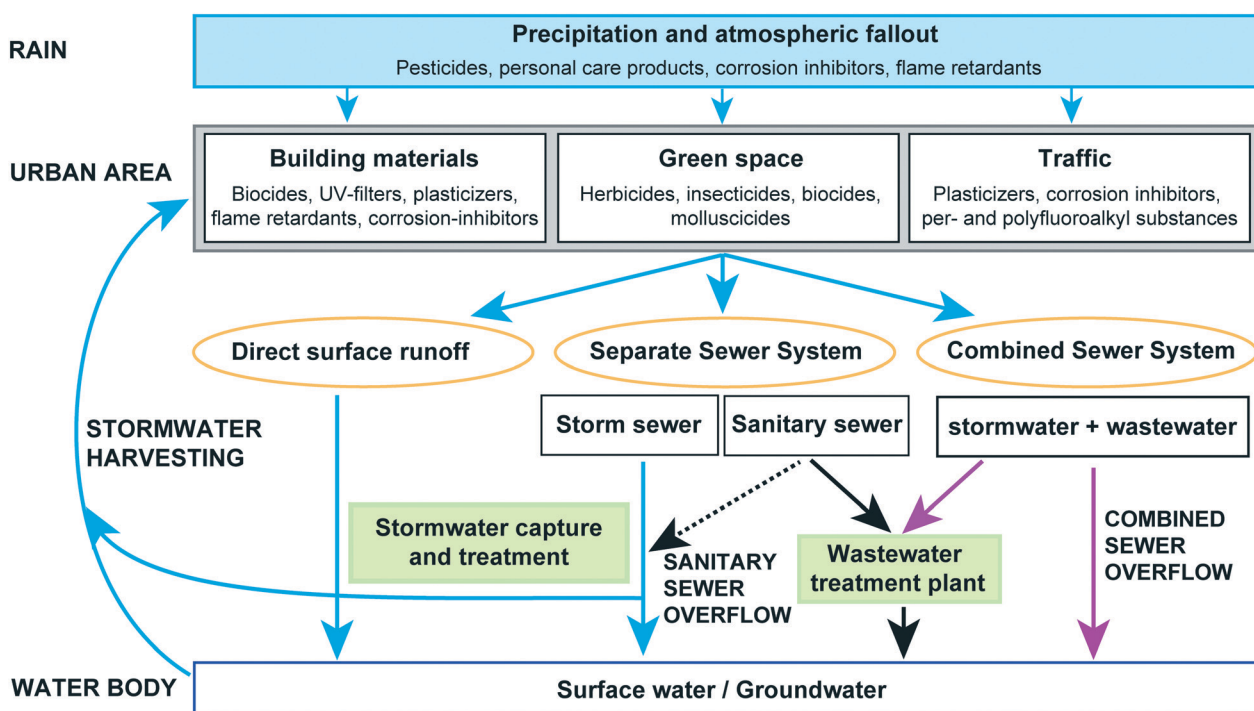 RAIN
Precipitation and atmospheric fallout
Pesticides, personal care products, corrosion inhibitors, flame retardants
URBAN AREA
Building materials
Biocides, UV-filters, plasticizers,
flame retardants, corrosion-inhibitors
Green space
Herbicides, insecticides, biocides,
molluscicides
Traffic
Plasticizers, corrosion inhibitors,
per- and polyfluoroalkyl substances
Direct surface runoff
Separate Sewer System
Combined Sewer System
Storm sewer
Sanitary sewer
stormwater + wastewater
STORMWATER
HARVESTING
Stormwater capture
and treatment
SANITARY
SEWER
OVERFLOW
Wastewater
treatment plant
COMBINED
SEWER
OVERFLOW
WATER BODY
Surface water / Groundwater